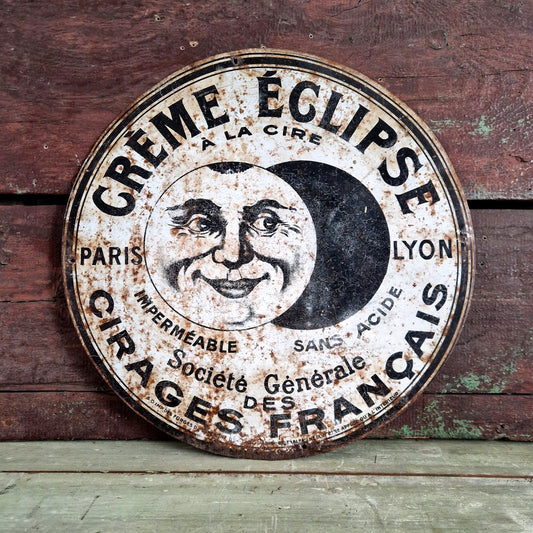 CRÈME ÉCLIPSE
À LA CIRE
PARIS
LYON
IMPERMÉABLE
SANS ACIDE
Société Générale
DES
CIRAGES FRANÇAIS